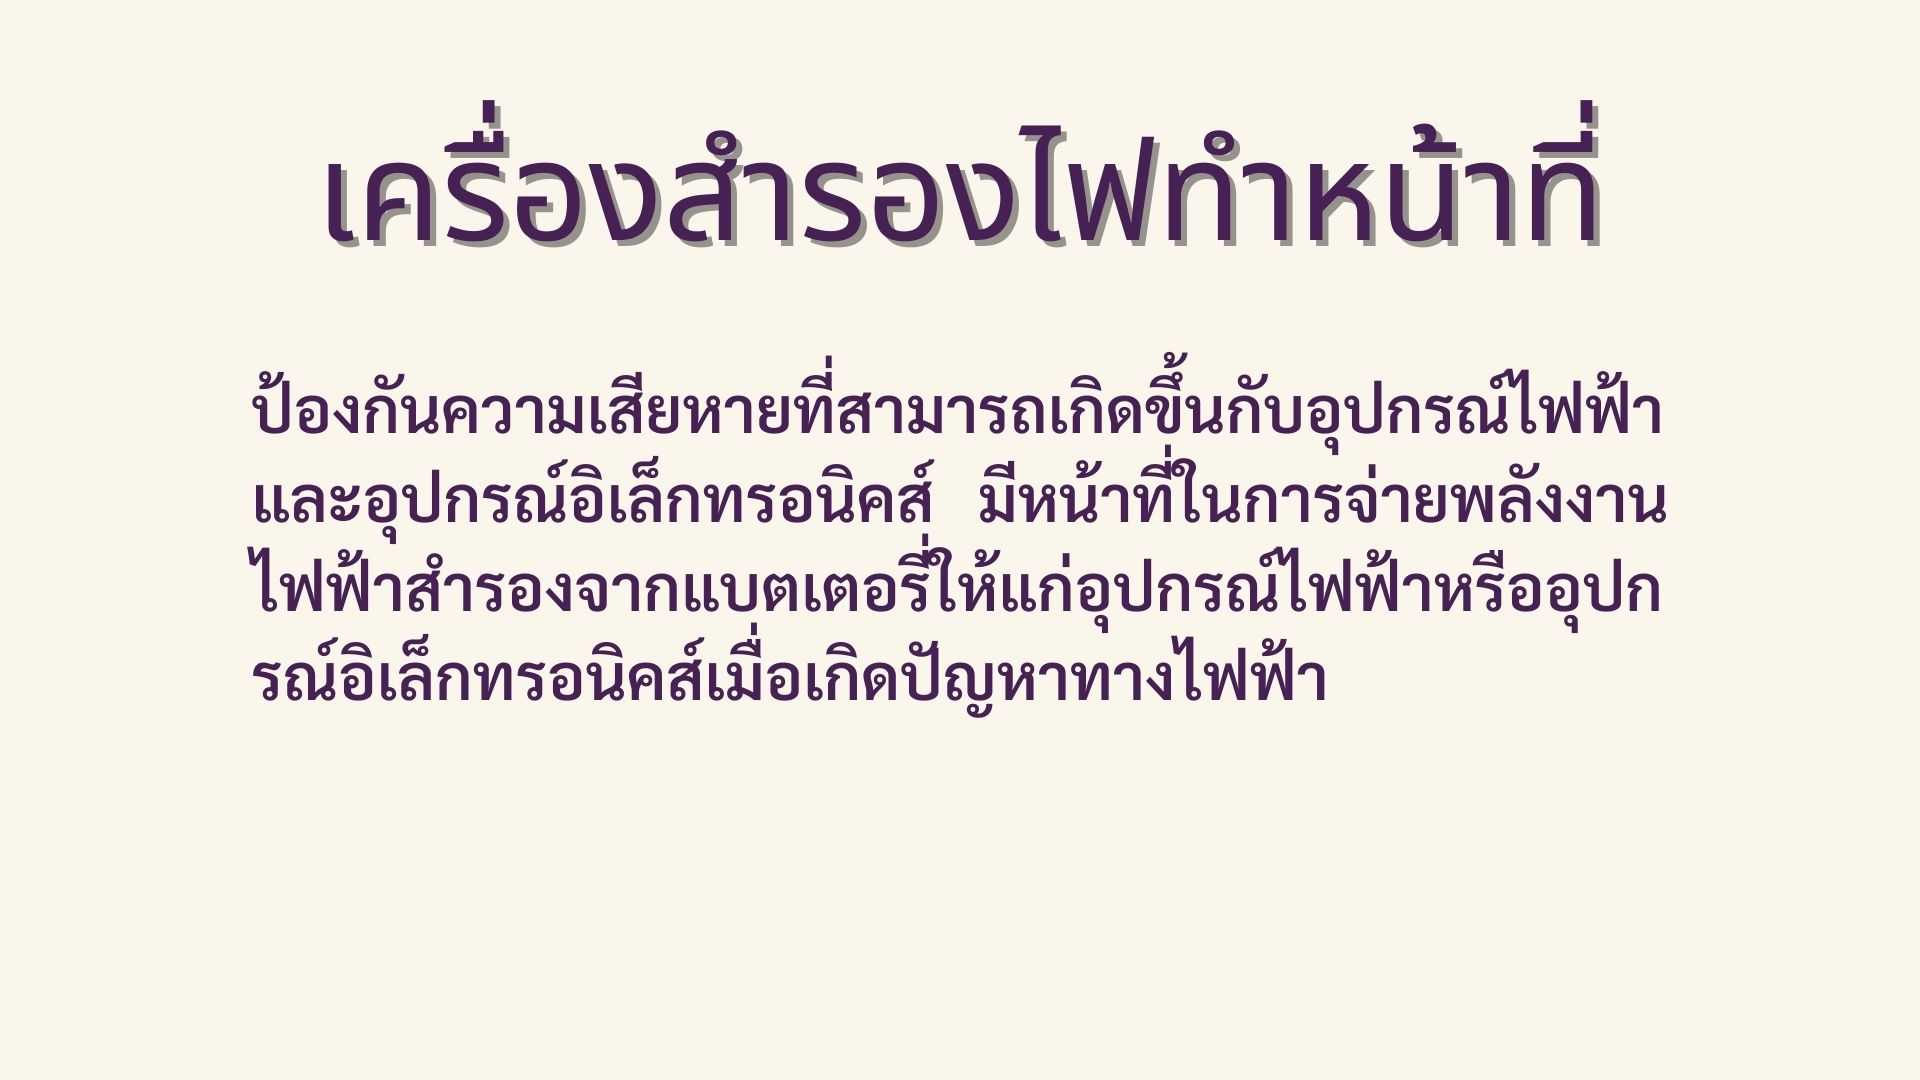 เครื่องสำรองไฟทำหน้าที่
ป้องกันความเสียหายที่สามารถเกิดขึ้นกับอุปกรณ์ไฟฟ้า
และอุปกรณ์อิเล็กทรอนิคส์   มีหน้าที่ในการจ่ายพลังงาน
ไฟฟ้าสำรองจากแบตเตอรี่ให้แก่อุปกรณ์ไฟฟ้าหรืออุปก
รณ์อิเล็กทรอนิคส์เมื่อเกิดปัญหาทางไฟฟ้า